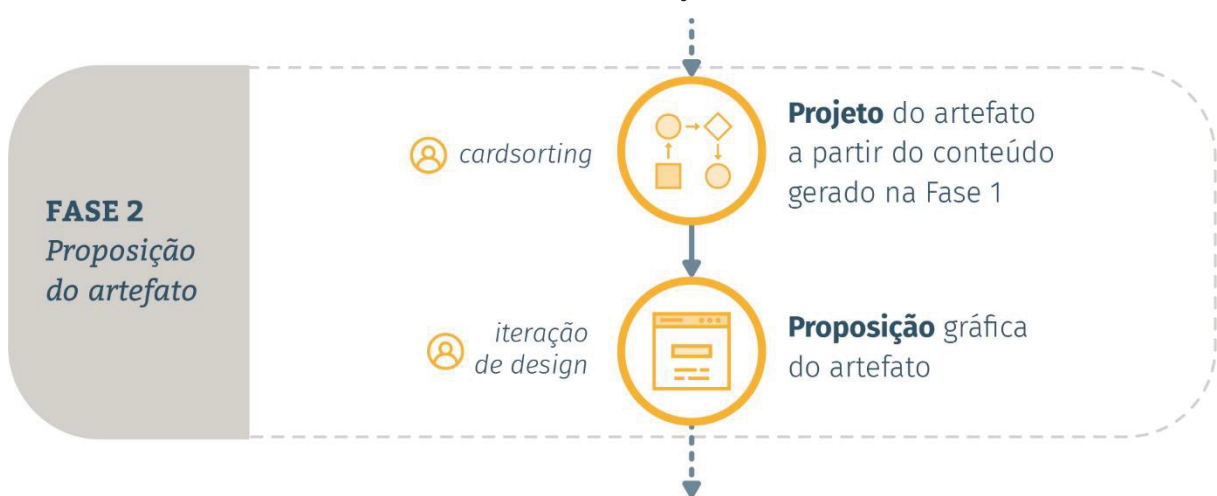 FASE 2
Proposição
do artefato
cardsorting
Projeto do artefato
a partir do conteúdo
gerado na Fase 1
iteração
de design
Proposição gráfica
do artefato